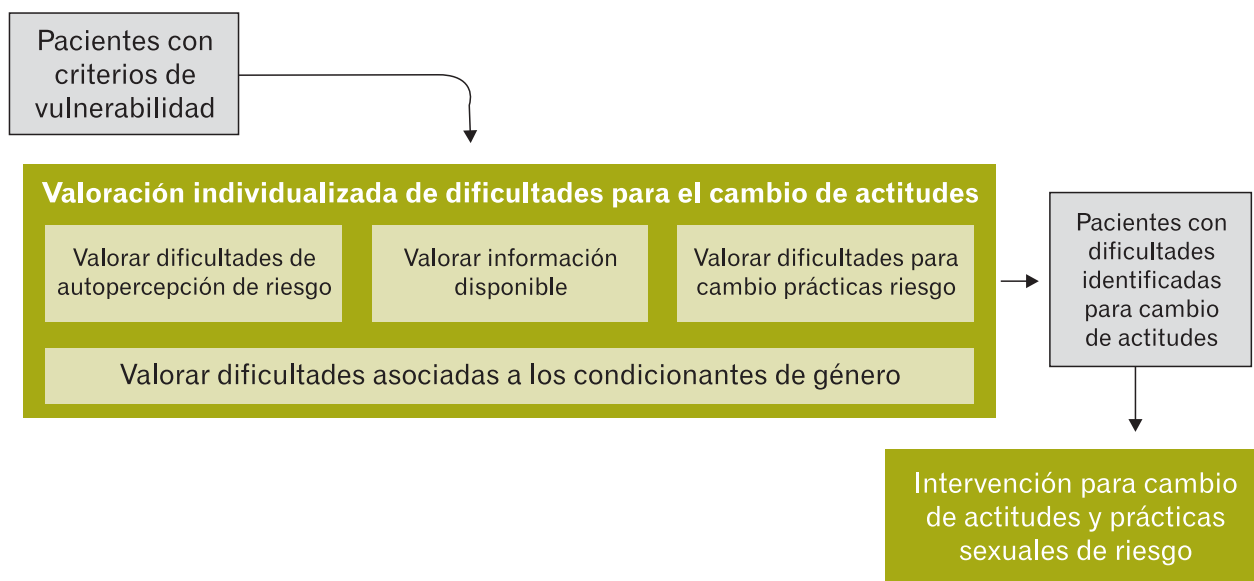 Pacientes con
criterios de
vulnerabilidad
Valoración individualizada de dificultades para el cambio de actitudes
Valorar dificultades de
autopercepción de riesgo
Valorar información
disponible
Valorar dificultades para
cambio prácticas riesgo
Valorar dificultades asociadas a los condicionantes de género
Pacientes con
dificultades
identificadas
para cambio
de actitudes
Intervención para cambio
de actitudes y prácticas
sexuales de riesgo